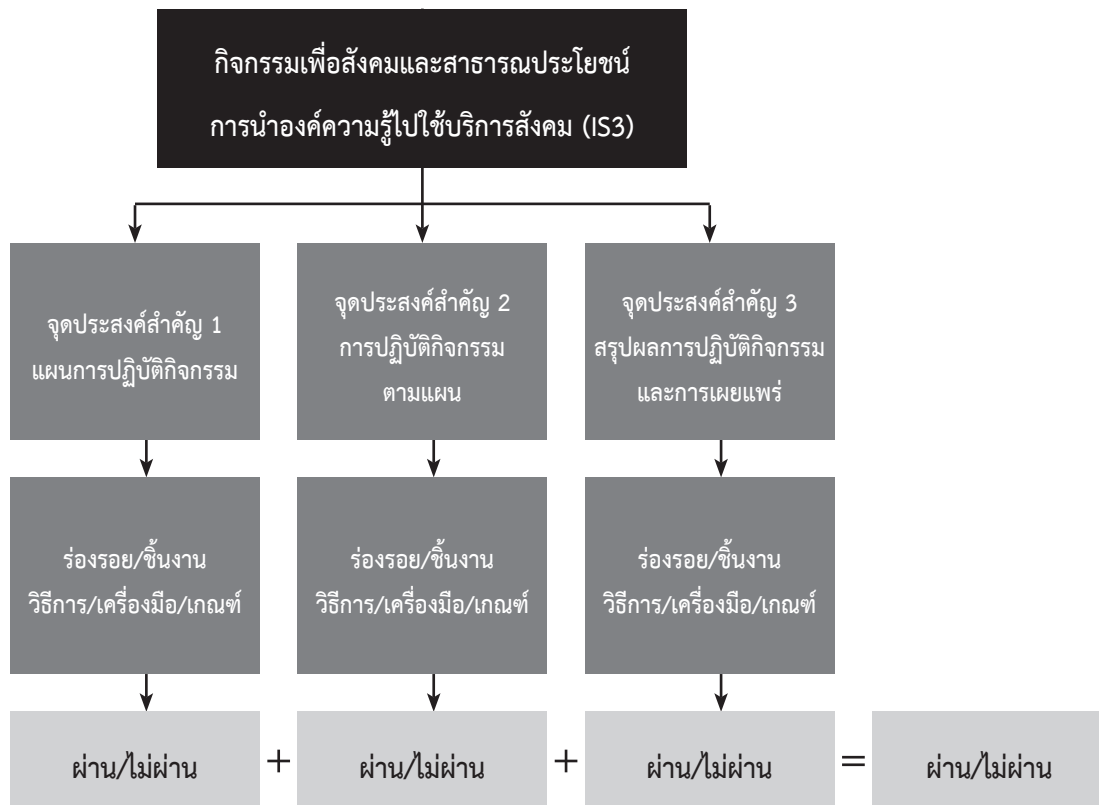 กิจกรรมเพื่อสังคมและสาธารณประโยชน์
การนำองค์ความรู้ไปใช้บริการสังคม (IS3)
จุดประสงค์สำคัญ 1
แผนการปฏิบัติกิจกรรม
จุดประสงค์สำคัญ 2
การปฏิบัติกิจกรรม
ตามแผน
จุดประสงค์สำคัญ 3
สรุปผลการปฏิบัติกิจกรรม
และการเผยแพร่
ร่องรอย/ชิ้นงาน
วิธีการ/เครื่องมือ/เกณฑ์
ร่องรอย/ชิ้นงาน
วิธีการ/เครื่องมือ/เกณฑ์
ร่องรอย/ชิ้นงาน
วิธีการ/เครื่องมือ/เกณฑ์
ผ่าน/ไม่ผ่าน + ผ่าน/ไม่ผ่าน + ผ่าน/ไม่ผ่าน = ผ่าน/ไม่ผ่าน